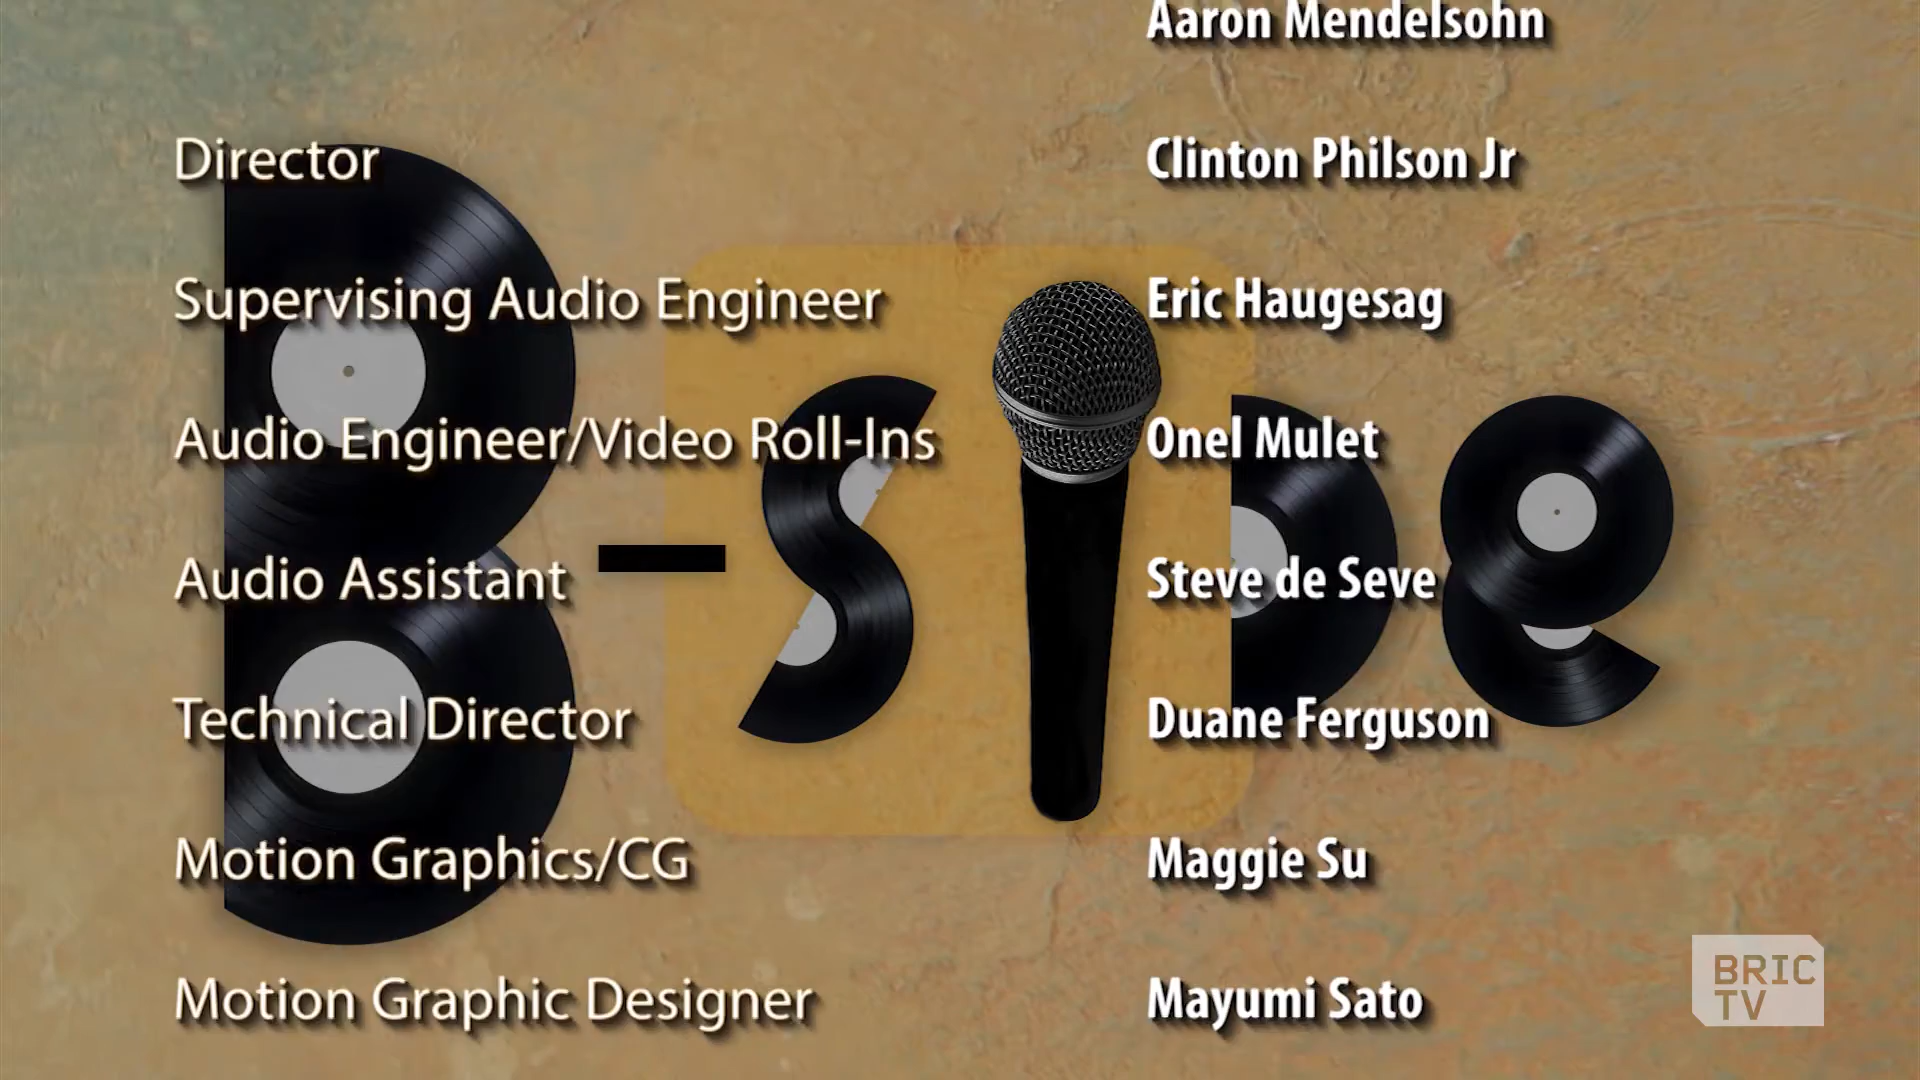 Aaron Mendelsohn
Director Clinton Philson Jr
Supervising Audio Engineer Eric Haugesag
Audio Engineer/Video Roll-Ins Onel Mulet
Audio Assistant Steve de Seve
Technical Director Duane Ferguson
Motion Graphics/CG Maggie Su
Motion Graphic Designer Mayumi Sato
B-side
BRIC
TV